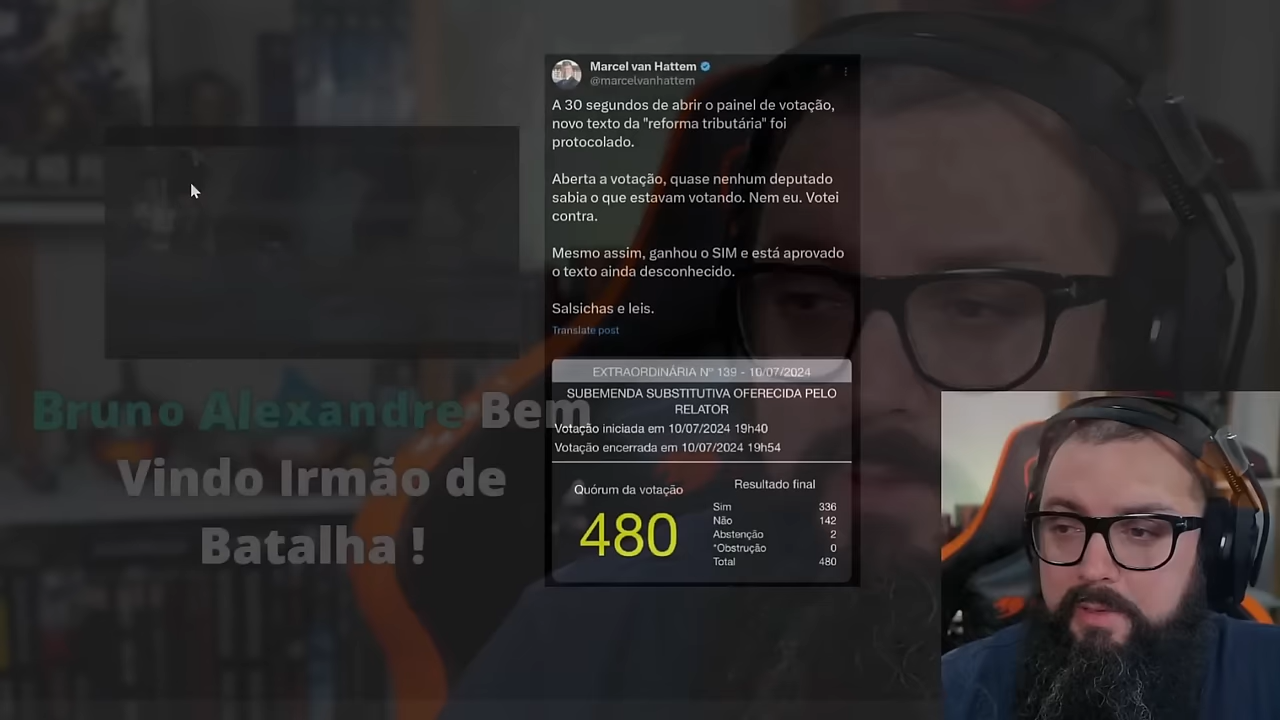 Marcel van Hattem
@marcelvanhattem
A 30 segundos de abrir o painel de votação,
novo texto da "reforma tributária" foi
protocolado.
Aberta a votação, quase nenhum deputado
sabia o que estavam votando. Nem eu. Votei
contra.
Mesmo assim, ganhou o SIM e está aprovado
o texto ainda desconhecido.
Salsichas e leis.
Translate post
EXTRAORDINÁRIA Nº 139 - 10/07/2024
SUBEMENDA SUBSTITUTIVA OFERECIDA PELO
RELATOR
Votação iniciada em 10/07/2024 19h40
Votação encerrada em 10/07/2024 19h54
Quórum da votação
480
Resultado final
Sim 336
Não 142
Abstenção 2
*Obstrução 0
Total 480
Bruno Alexandre Bem
Vindo Irmão de
Batalha !